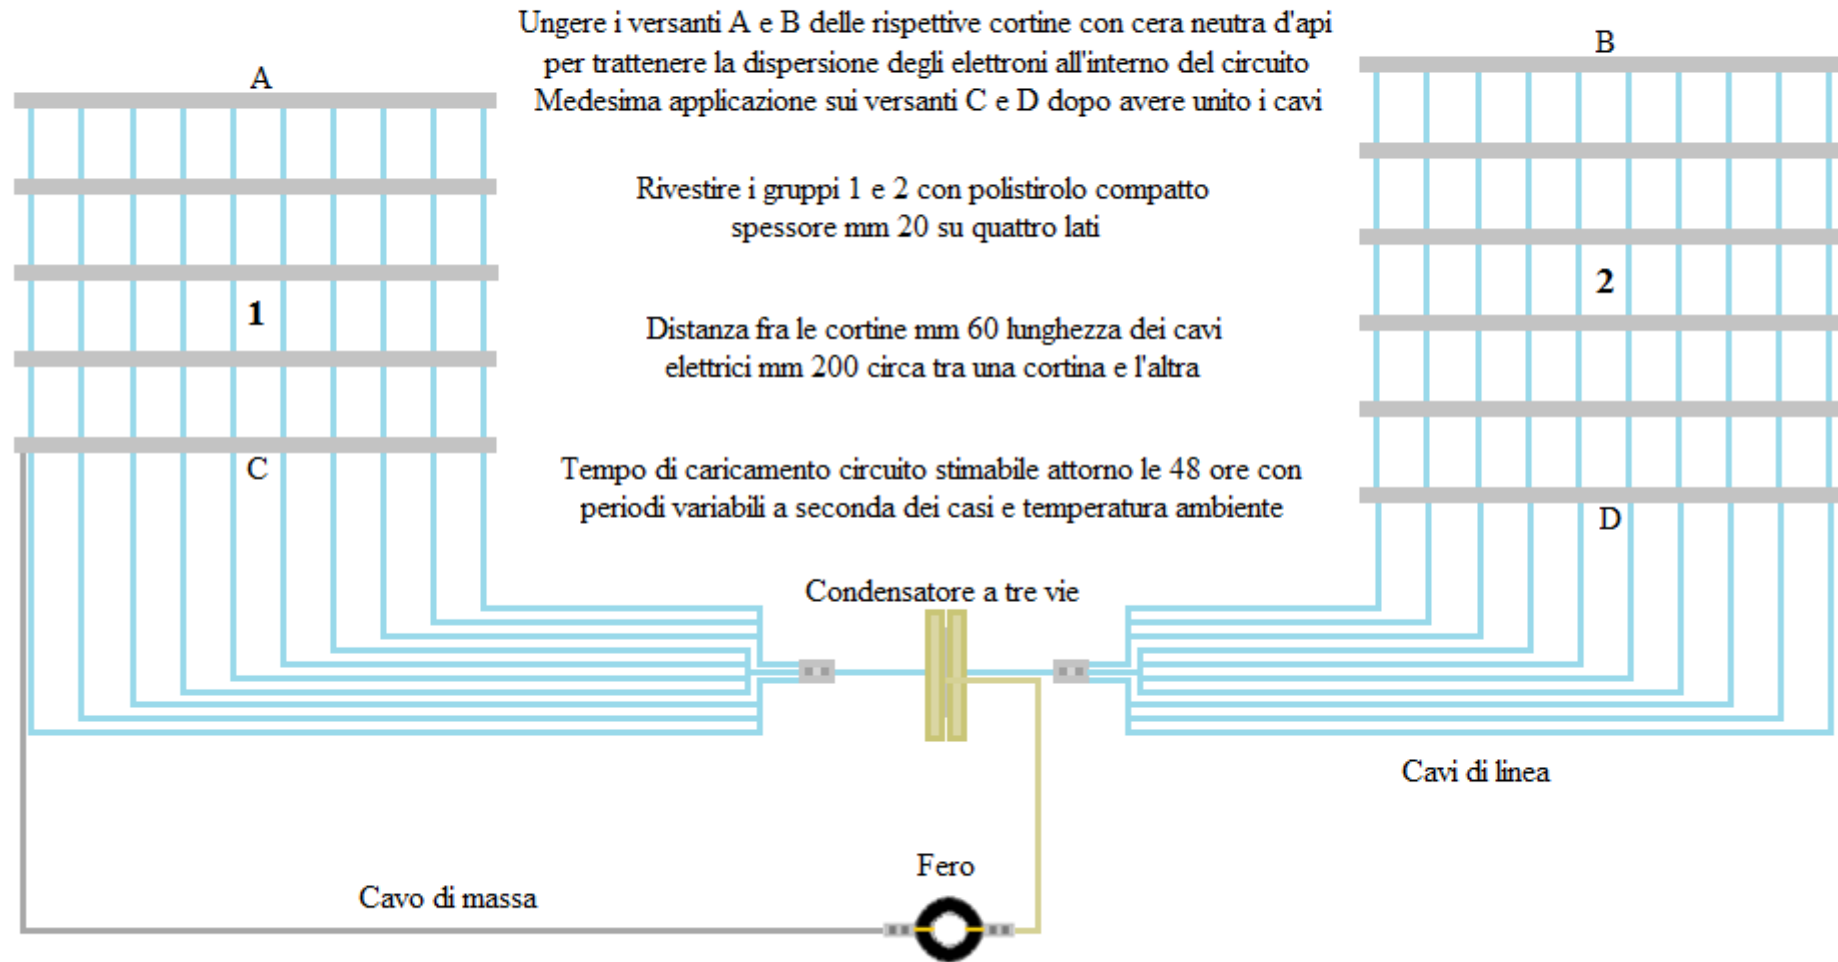 Ungere i versanti A e B delle rispettive cortine con cera neutra d'api
per trattenere la dispersione degli elettroni all'interno del circuito
Medesima applicazione sui versanti C e D dopo avere unito i cavi
A
B
Rivestire i gruppi 1 e 2 con polistirolo compatto
spessore mm 20 su quattro lati
1
2
Distanza fra le cortine mm 60 lunghezza dei cavi
elettrici mm 200 circa tra una cortina e l'altra
C
D
Tempo di caricamento circuito stimabile attorno le 48 ore con
periodi variabili a seconda dei casi e temperatura ambiente
Condensatore a tre vie
Cavi di linea
Fero
Cavo di massa